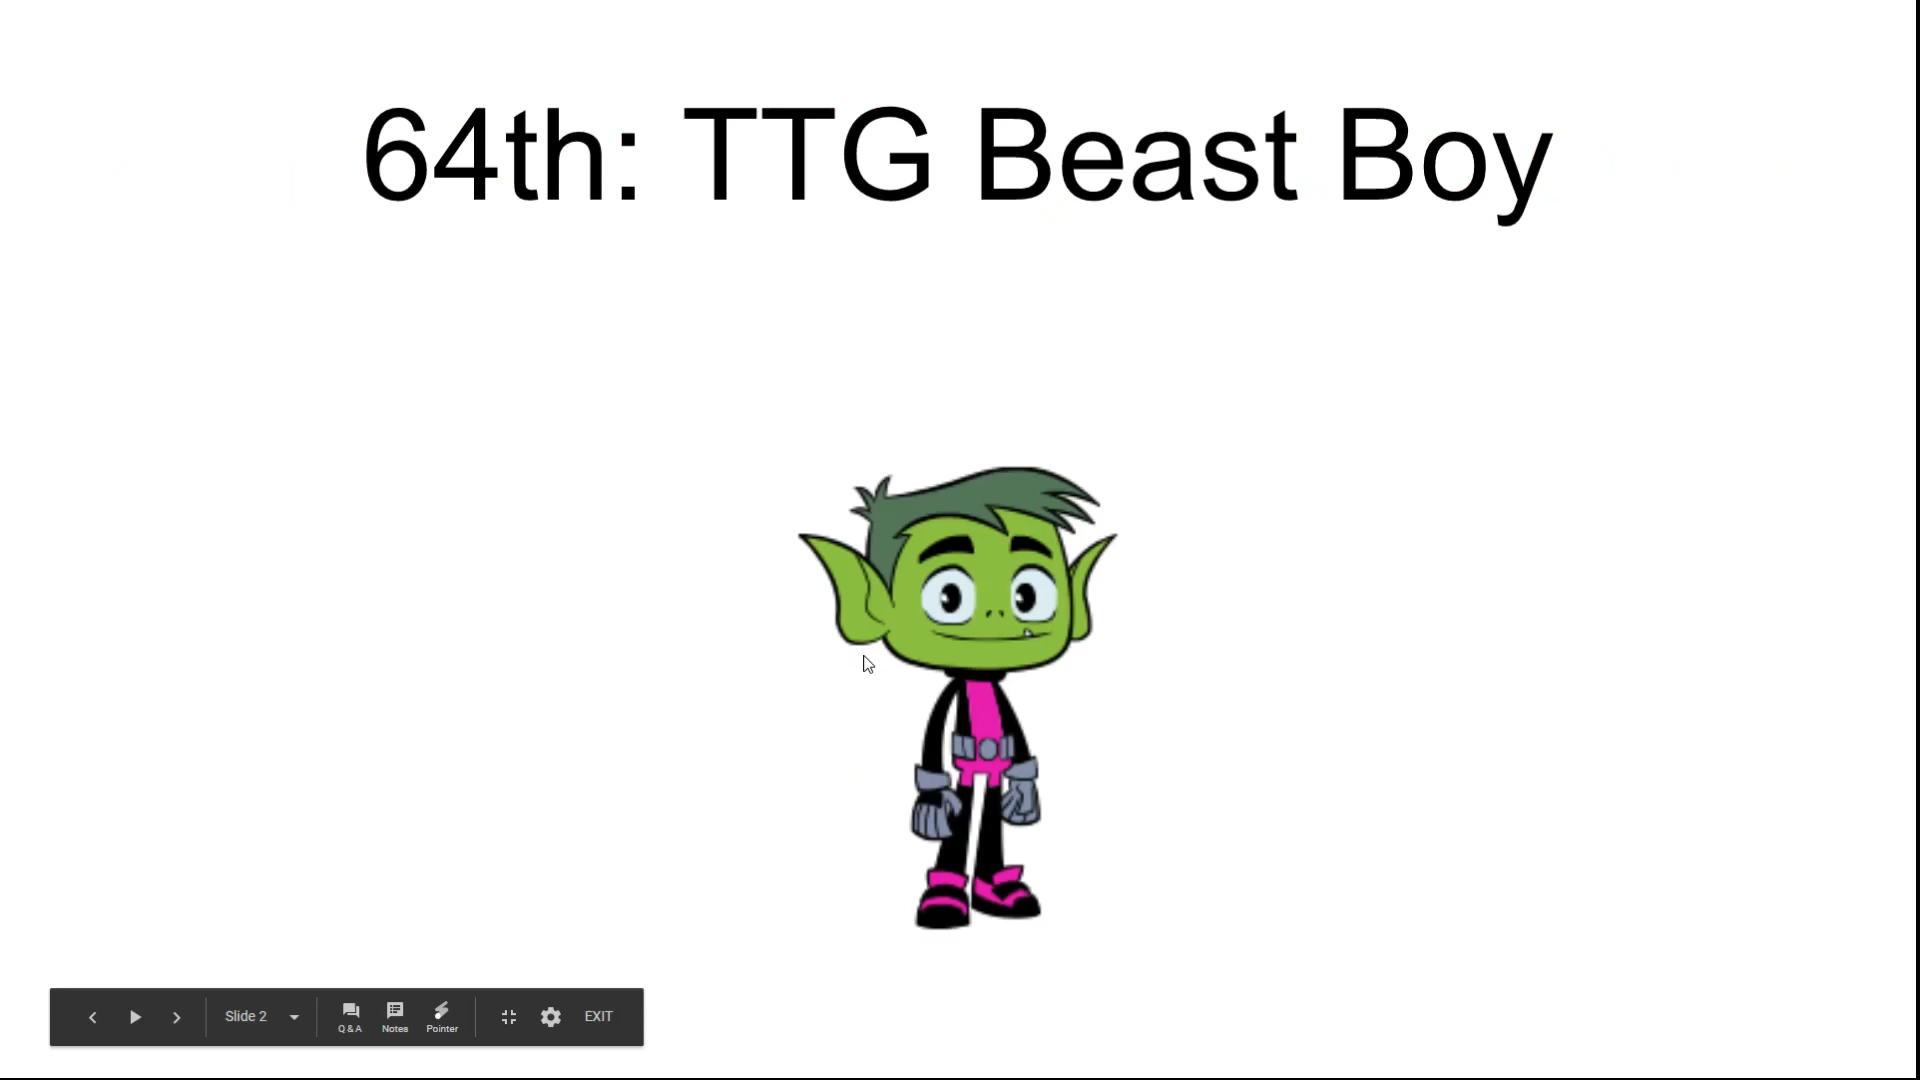 64th: TTG Beast Boy
Slide 2
Q & A
Notes
Pointer
EXIT